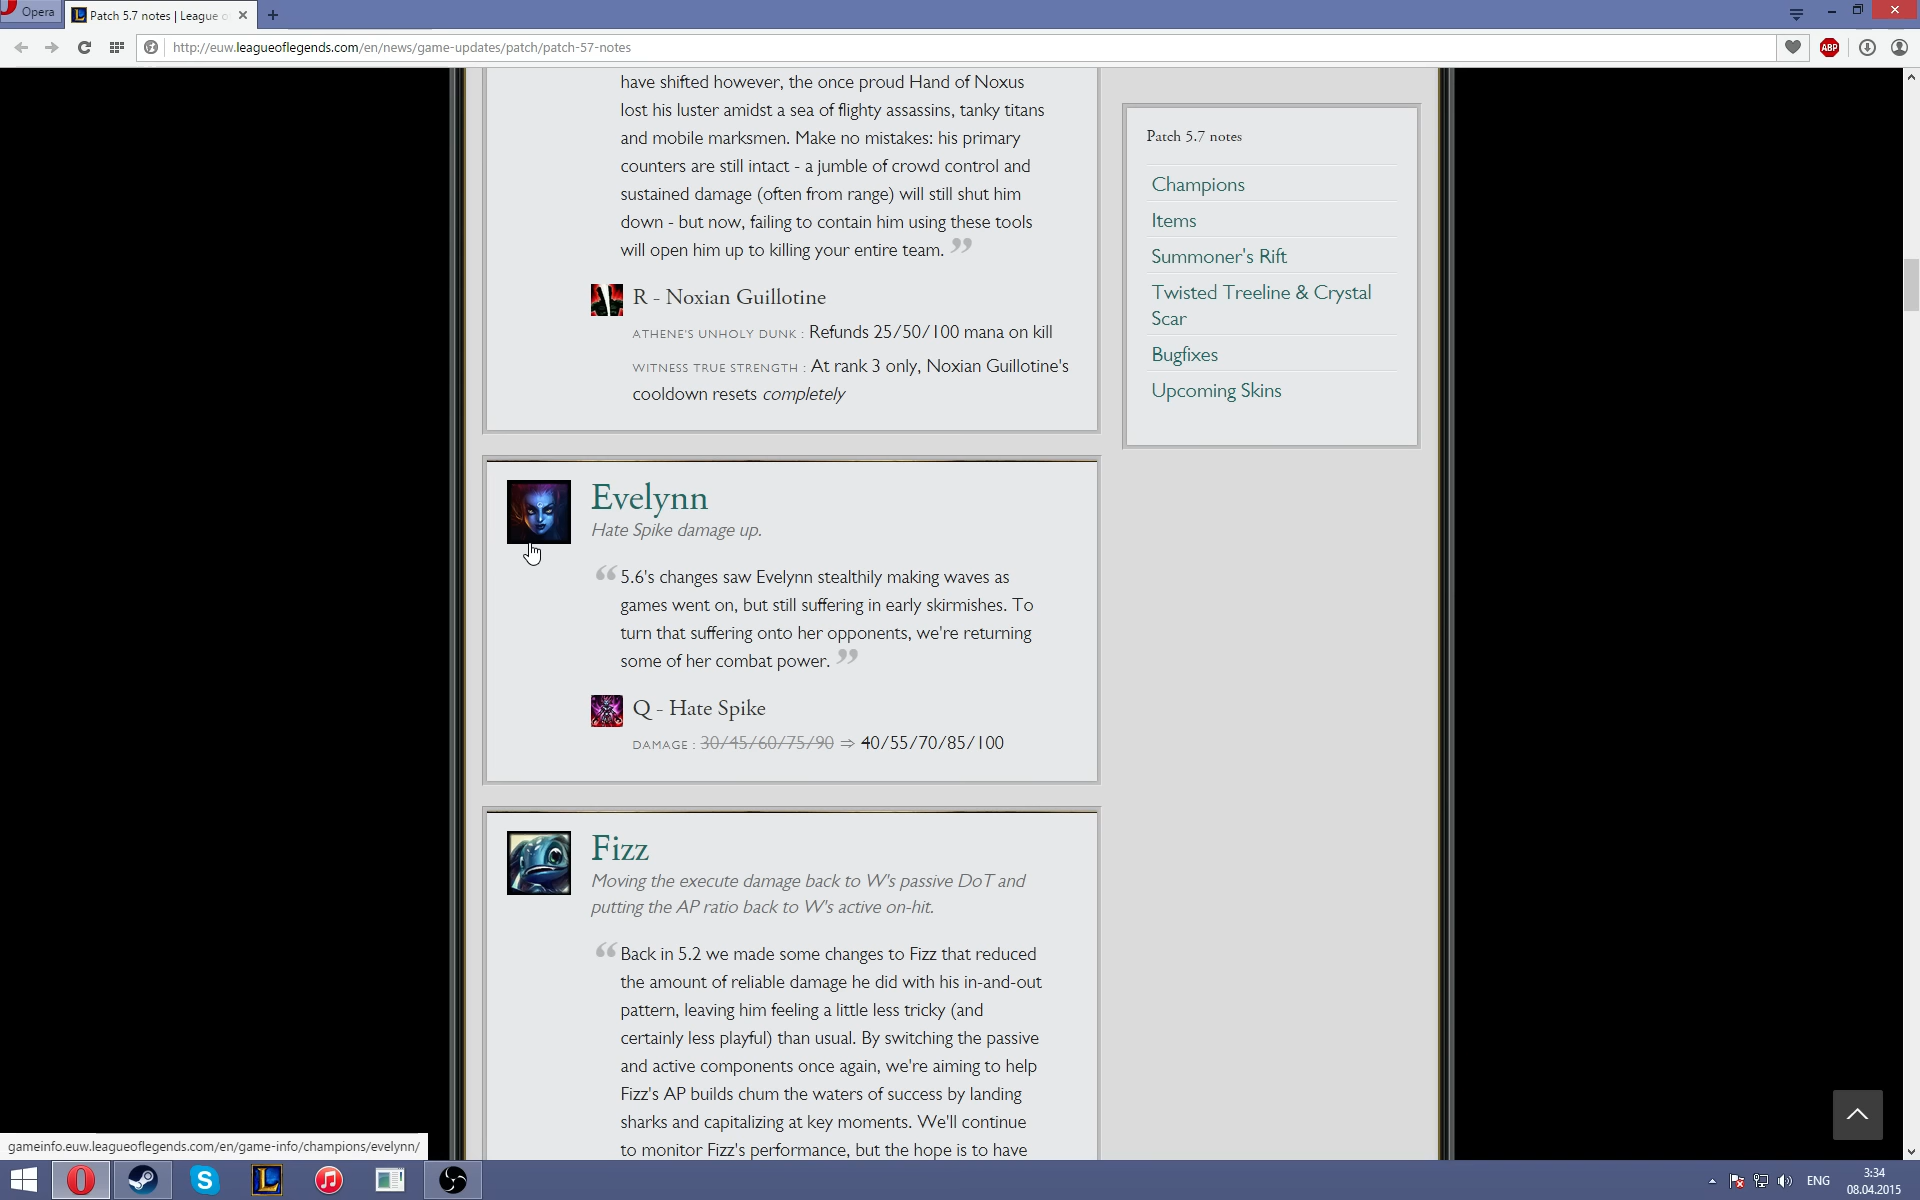 Opera
Patch 5.7 notes | League o
http://euw.leagueoflegends.com/en/news/game-updates/patch/patch-57-notes
ABP
have shifted however, the once proud Hand of Noxus
lost his luster amidst a sea of flighty assassins, tanky titans
and mobile marksmen. Make no mistakes: his primary
counters are still intact - a jumble of crowd control and
sustained damage (often from range) will still shut him
down - but now, failing to contain him using these tools
will open him up to killing your entire team. ”
R - Noxian Guillotine
ATHENE'S UNHOLY DUNK : Refunds 25/50/100 mana on kill
WITNESS TRUE STRENGTH : At rank 3 only, Noxian Guillotine's
cooldown resets completely
Evelynn
Hate Spike damage up.
“ 5.6's changes saw Evelynn stealthily making waves as
games went on, but still suffering in early skirmishes. To
turn that suffering onto her opponents, we're returning
some of her combat power. ”
Q - Hate Spike
DAMAGE : 30/45/60/75/90 ⇒ 40/55/70/85/100
Fizz
Moving the execute damage back to W's passive DoT and
putting the AP ratio back to W's active on-hit.
“ Back in 5.2 we made some changes to Fizz that reduced
the amount of reliable damage he did with his in-and-out
pattern, leaving him feeling a little less tricky (and
certainly less playful) than usual. By switching the passive
and active components once again, we're aiming to help
Fizz's AP builds chum the waters of success by landing
sharks and capitalizing at key moments. We'll continue
to monitor Fizz's performance, but the hope is to have
Patch 5.7 notes
Champions
Items
Summoner's Rift
Twisted Treeline & Crystal
Scar
Bugfixes
Upcoming Skins
gameinfo.euw.leagueoflegends.com/en/game-info/champions/evelynn/
ENG
3:34
08.04.2015